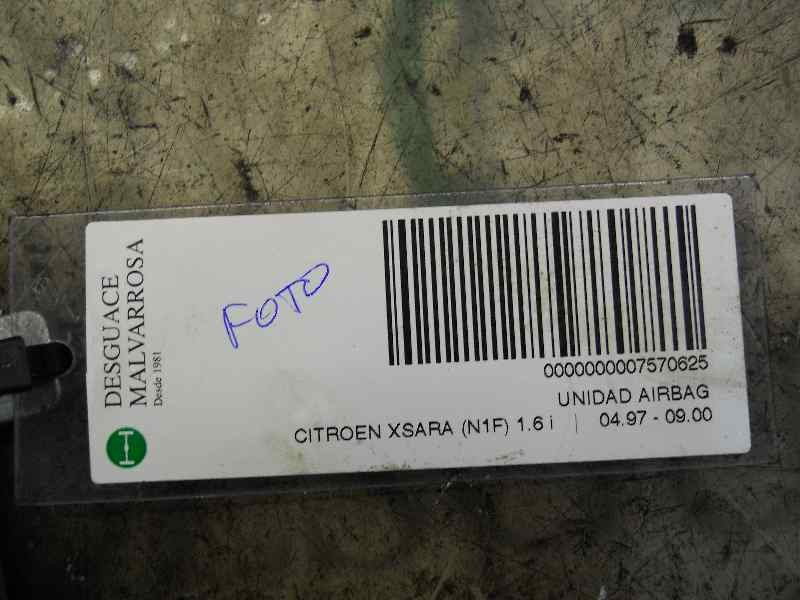 DESGUACE
MALVARROSA
Desde 1981
FOTO
0000000007570625
UNIDAD AIRBAG
CITROEN XSARA (N1F) 1.6 i | 04.97 - 09.00